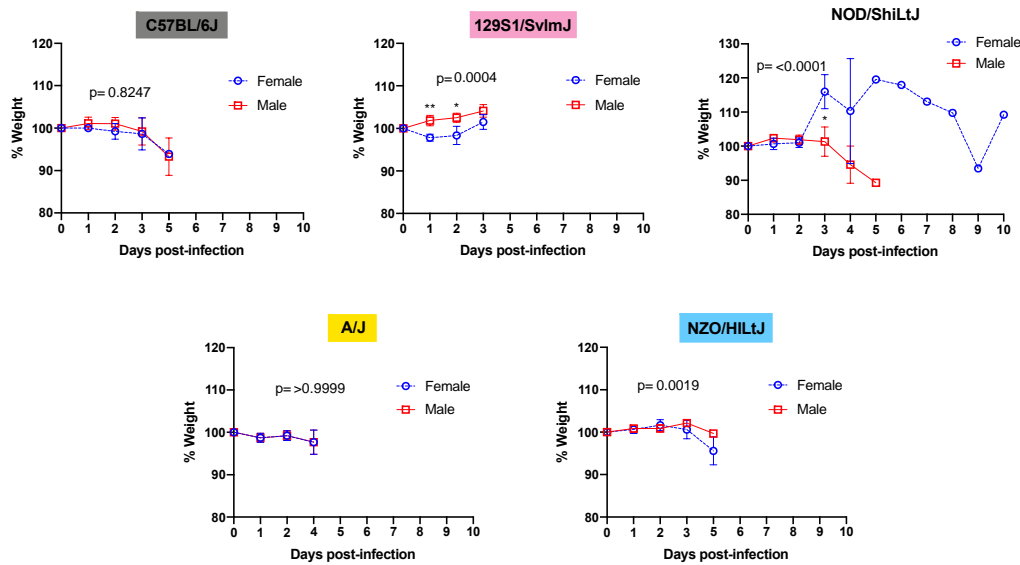 C57BL/6J
120
110
100
90
80
% Weight
p= 0.8247
Female
Male
0 1 2 3 5 6 7 8 9 10
Days post-infection
129S1/SvlmJ
120
110
100
90
80
% Weight
p= 0.0004
** *
Female
Male
0 1 2 3 5 6 7 8 9 10
Days post-infection
NOD/ShiLtJ
130
120
110
100
90
80
% Weight
p= <0.0001
*
Female
Male
0 1 2 3 4 5 6 7 8 9 10
Days post-infection
A/J
120
110
100
90
80
% Weight
p= >0.9999
Female
Male
0 1 2 4 5 6 7 8 9 10
Days post-infection
NZO/HILtJ
120
110
100
90
80
% Weight
p= 0.0019
Female
Male
0 1 2 3 5 6 7 8 9 10
Days post-infection